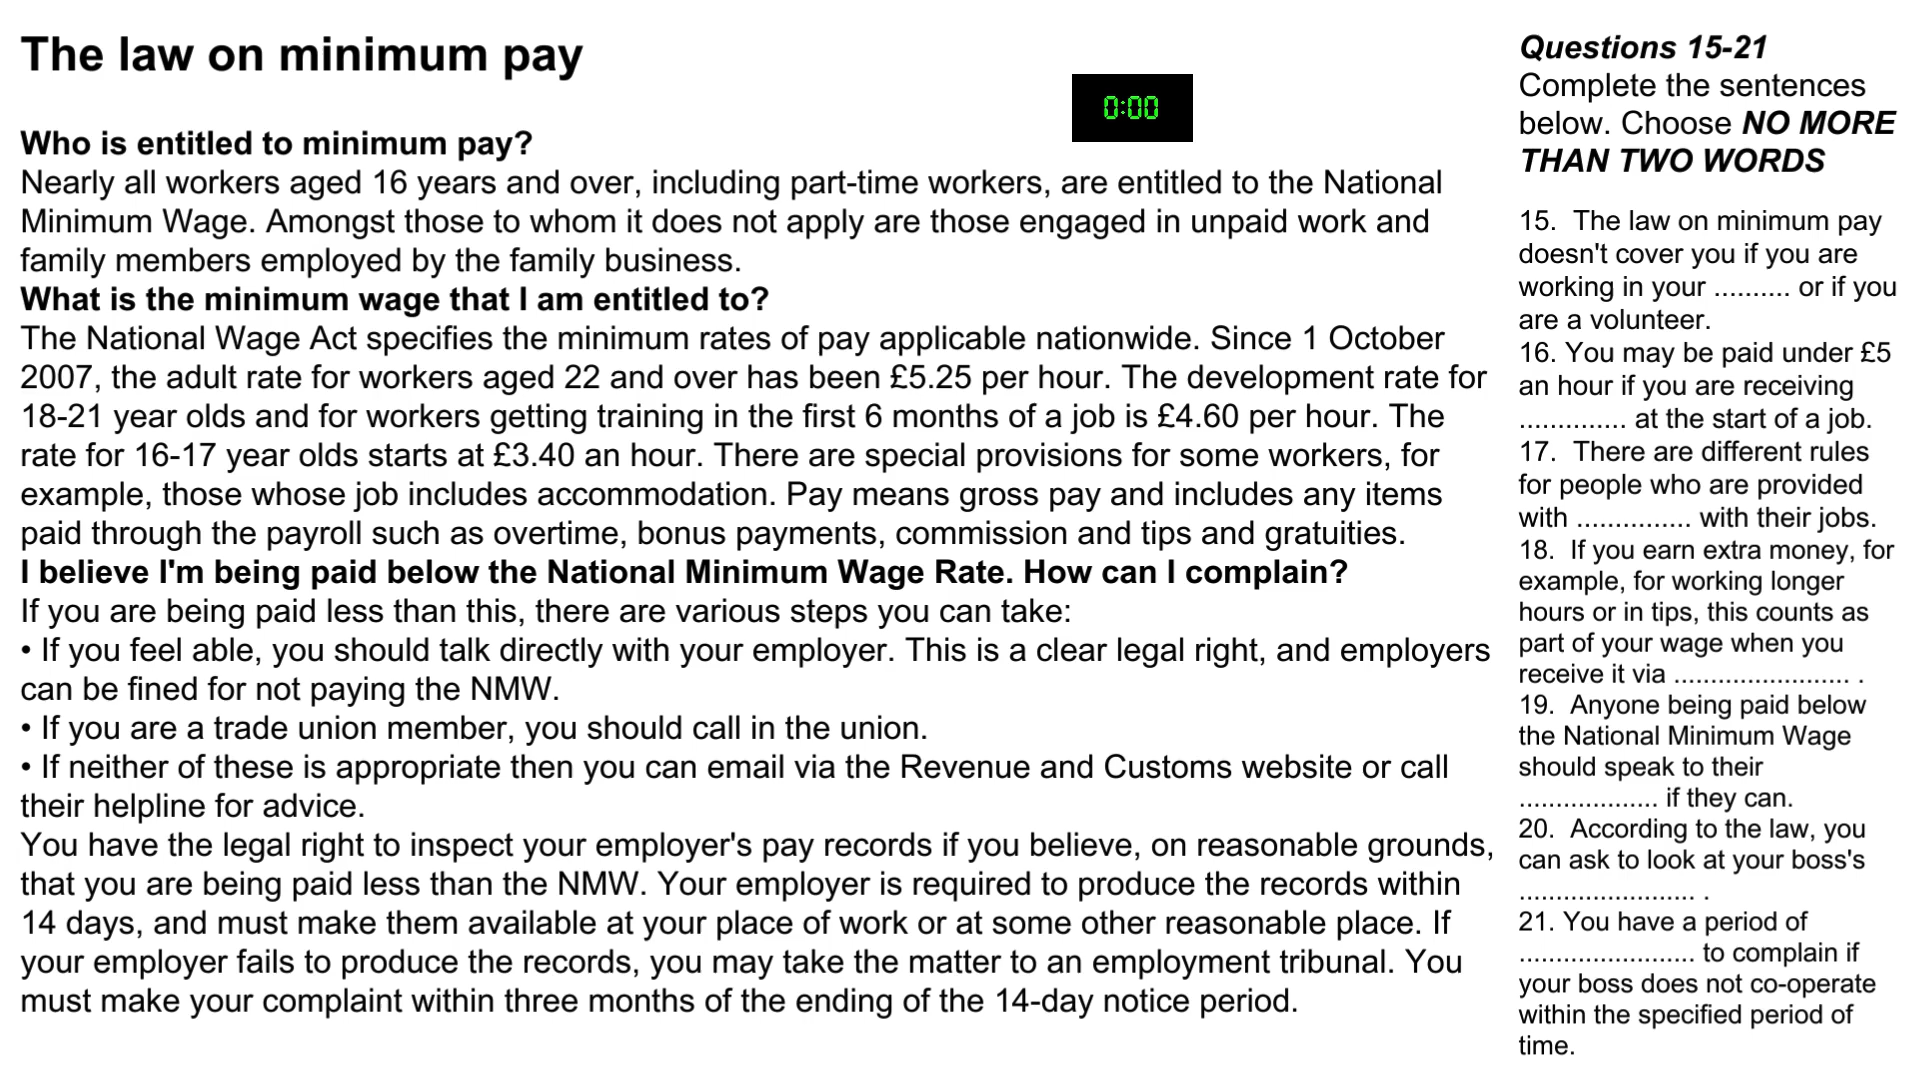 The law on minimum pay
0:00
Who is entitled to minimum pay?
Nearly all workers aged 16 years and over, including part-time workers, are entitled to the National
Minimum Wage. Amongst those to whom it does not apply are those engaged in unpaid work and
family members employed by the family business.
What is the minimum wage that I am entitled to?
The National Wage Act specifies the minimum rates of pay applicable nationwide. Since 1 October
2007, the adult rate for workers aged 22 and over has been £5.25 per hour. The development rate for
18-21 year olds and for workers getting training in the first 6 months of a job is £4.60 per hour. The
rate for 16-17 year olds starts at £3.40 an hour. There are special provisions for some workers, for
example, those whose job includes accommodation. Pay means gross pay and includes any items
paid through the payroll such as overtime, bonus payments, commission and tips and gratuities.
I believe I'm being paid below the National Minimum Wage Rate. How can I complain?
If you are being paid less than this, there are various steps you can take:
• If you feel able, you should talk directly with your employer. This is a clear legal right, and employers
can be fined for not paying the NMW.
• If you are a trade union member, you should call in the union.
• If neither of these is appropriate then you can email via the Revenue and Customs website or call
their helpline for advice.
You have the legal right to inspect your employer's pay records if you believe, on reasonable grounds,
that you are being paid less than the NMW. Your employer is required to produce the records within
14 days, and must make them available at your place of work or at some other reasonable place. If
your employer fails to produce the records, you may take the matter to an employment tribunal. You
must make your complaint within three months of the ending of the 14-day notice period.
Questions 15-21
Complete the sentences
below. Choose NO MORE
THAN TWO WORDS
15. The law on minimum pay
doesn't cover you if you are
working in your .......... or if you
are a volunteer.
16. You may be paid under £5
an hour if you are receiving
.............. at the start of a job.
17. There are different rules
for people who are provided
with ............... with their jobs.
18. If you earn extra money, for
example, for working longer
hours or in tips, this counts as
part of your wage when you
receive it via ........................ .
19. Anyone being paid below
the National Minimum Wage
should speak to their
................... if they can.
20. According to the law, you
can ask to look at your boss's
........................ .
21. You have a period of
........................ to complain if
your boss does not co-operate
within the specified period of
time.